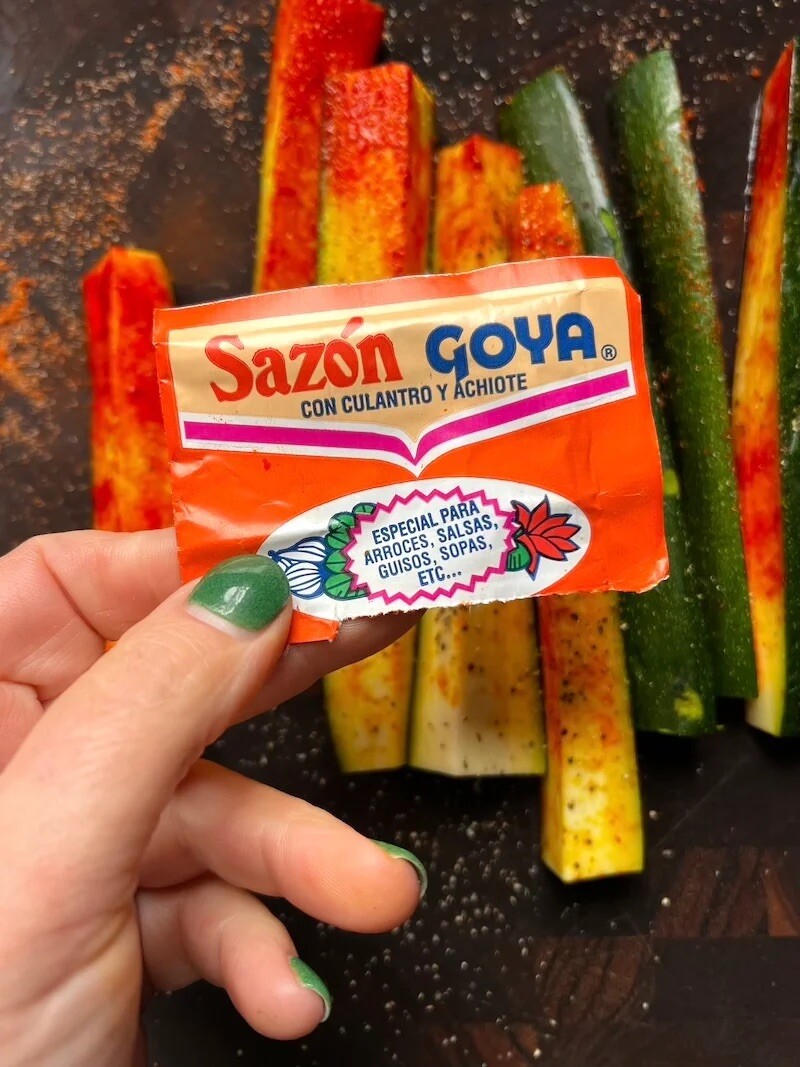 Sazón GOYA®
CON CULANTRO Y ACHIOTE
ESPECIAL PARA
ARROCES, SALSAS,
GUISOS, SOPAS,
ETC...